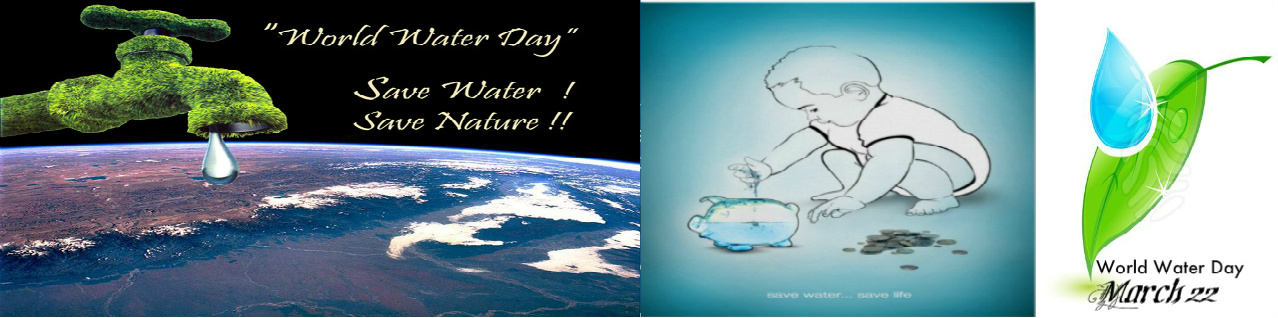 "World Water Day"
Save Water !
Save Nature !!
save water... save life
World Water Day
March 22